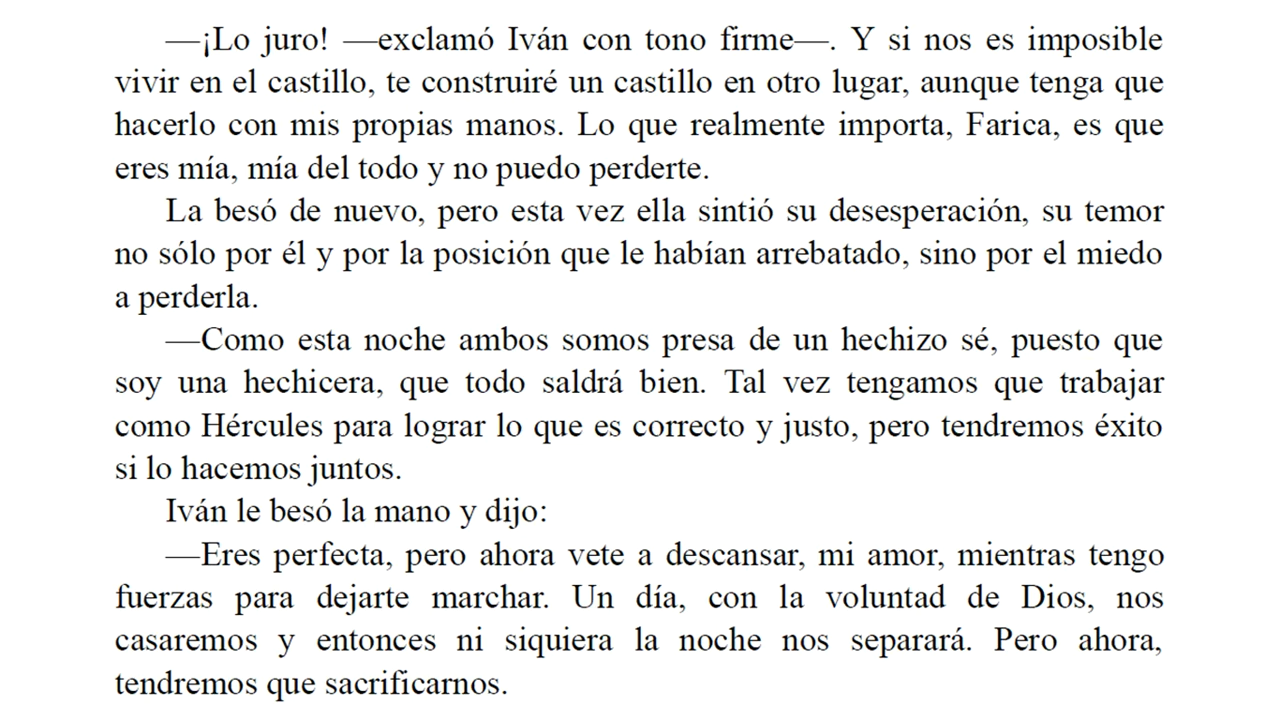 —¡Lo juro! —exclamó Iván con tono firme—. Y si nos es imposible
vivir en el castillo, te construiré un castillo en otro lugar, aunque tenga que
hacerlo con mis propias manos. Lo que realmente importa, Farica, es que
eres mía, mía del todo y no puedo perderte.
La besó de nuevo, pero esta vez ella sintió su desesperación, su temor
no sólo por él y por la posición que le habían arrebatado, sino por el miedo
a perderla.
—Como esta noche ambos somos presa de un hechizo sé, puesto que
soy una hechicera, que todo saldrá bien. Tal vez tengamos que trabajar
como Hércules para lograr lo que es correcto y justo, pero tendremos éxito
si lo hacemos juntos.
Iván le besó la mano y dijo:
—Eres perfecta, pero ahora vete a descansar, mi amor, mientras tengo
fuerzas para dejarte marchar. Un día, con la voluntad de Dios, nos
casaremos y entonces ni siquiera la noche nos separará. Pero ahora,
tendremos que sacrificarnos.